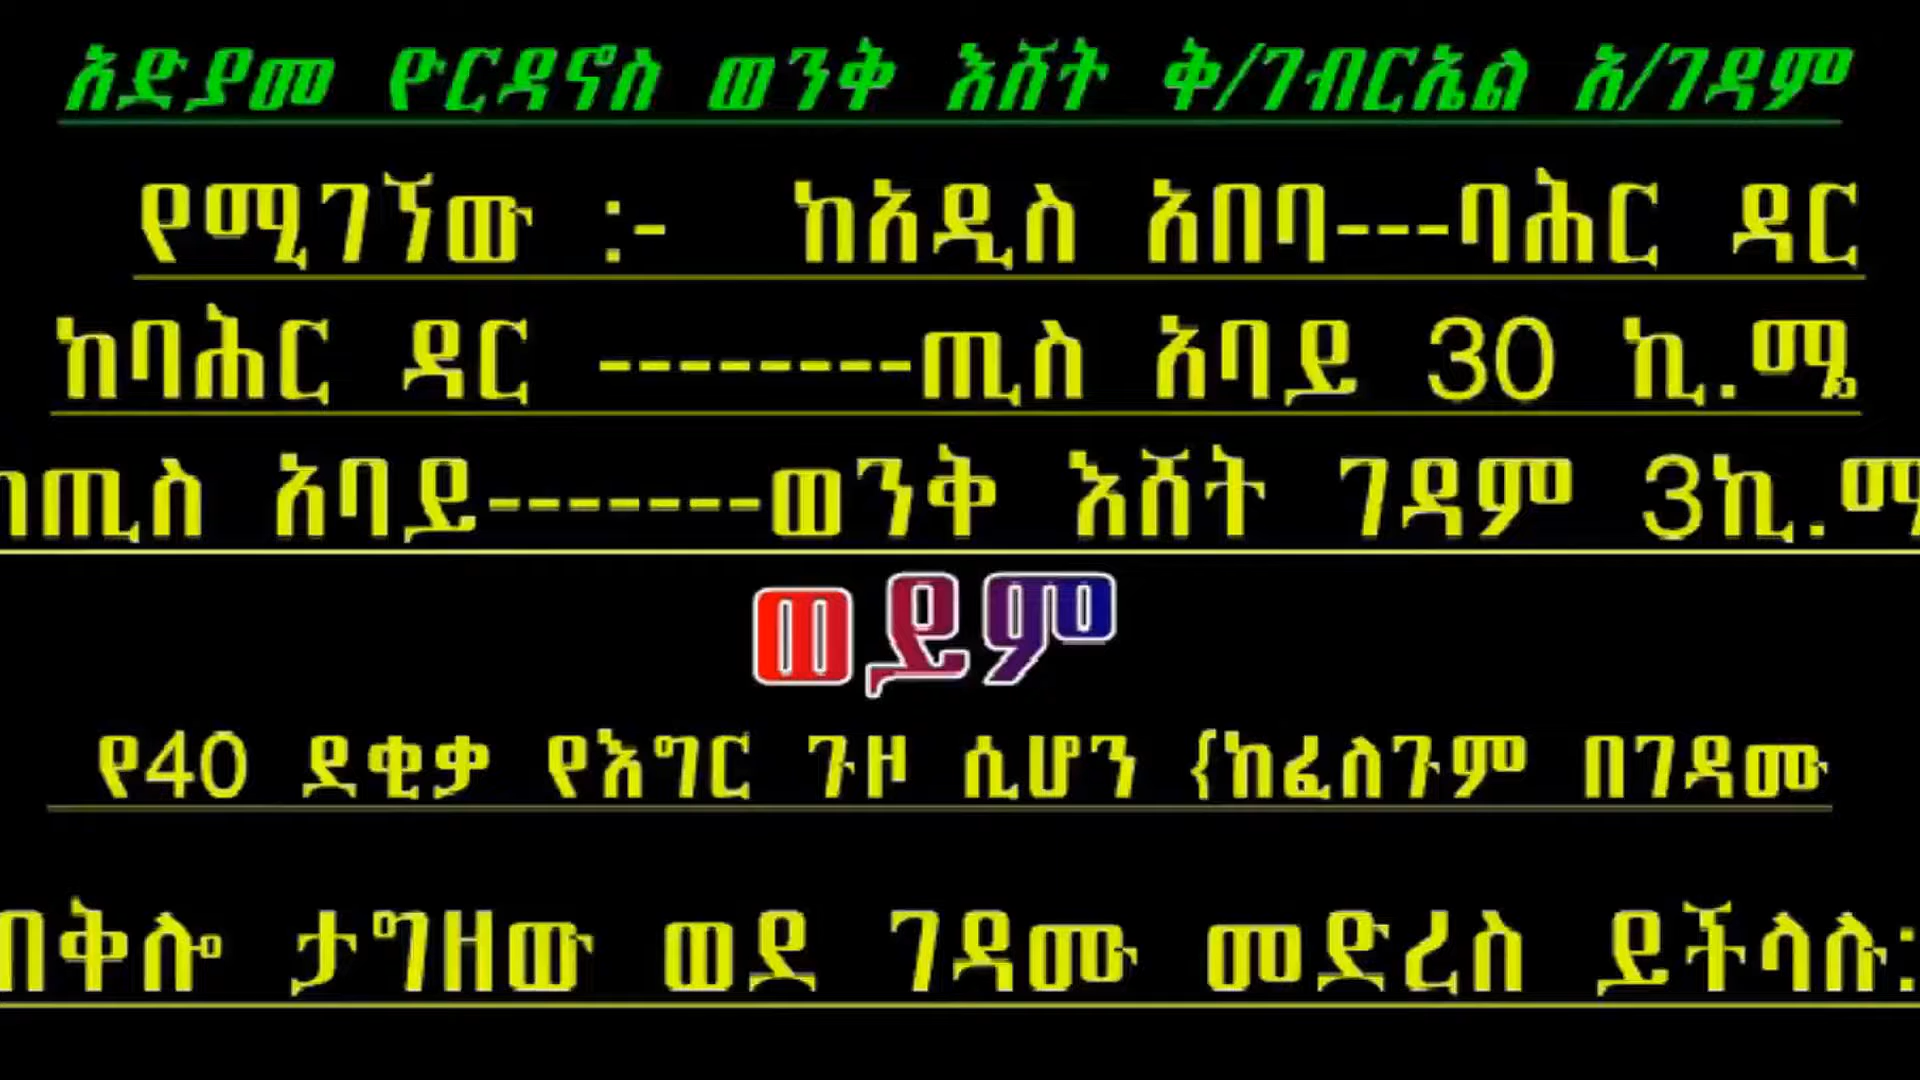 አድያመ ዮርዳኖስ ወንቅ እሸት ቅ/ገብርኤል አ/ገዳም
የሚገኘው :- ከአዲስ አበባ---ባሕር ዳር
ከባሕር ዳር --------ጢስ አባይ 30 ኪ.ሜ
ከጢስ አባይ-------ወንቅ እሸት ገዳም 3ኪ.ሜ
ወይም
የ40 ደቂቃ የእግር ጉዞ ሲሆን {ከፈለጉም በገዳሙ
በቅሎ ታግዘው ወደ ገዳሙ መድረስ ይችላሉ: